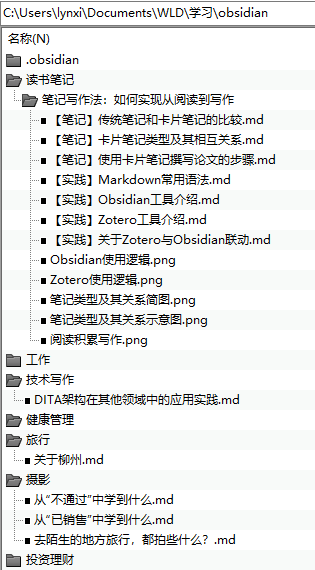 C:\Users\lynxi\Documents\WLD\学习\obsidian
名称(N)
.obsidian
读书笔记
笔记写作法：如何实现从阅读到写作
【笔记】传统笔记和卡片笔记的比较.md
【笔记】卡片笔记类型及其相互关系.md
【笔记】使用卡片笔记撰写论文的步骤.md
【实践】Markdown常用语法.md
【实践】Obsidian工具介绍.md
【实践】Zotero工具介绍.md
【实践】关于Zotero与Obsidian联动.md
Obsidian使用逻辑.png
Zotero使用逻辑.png
笔记类型及其关系简图.png
笔记类型及其关系示意图.png
阅读积累写作.png
工作
技术写作
DITA架构在其他领域中的应用实践.md
健康管理
旅行
关于柳州.md
摄影
从“不通过”中学到什么.md
从“已销售”中学到什么.md
去陌生的地方旅行，都拍些什么？.md
投资理财